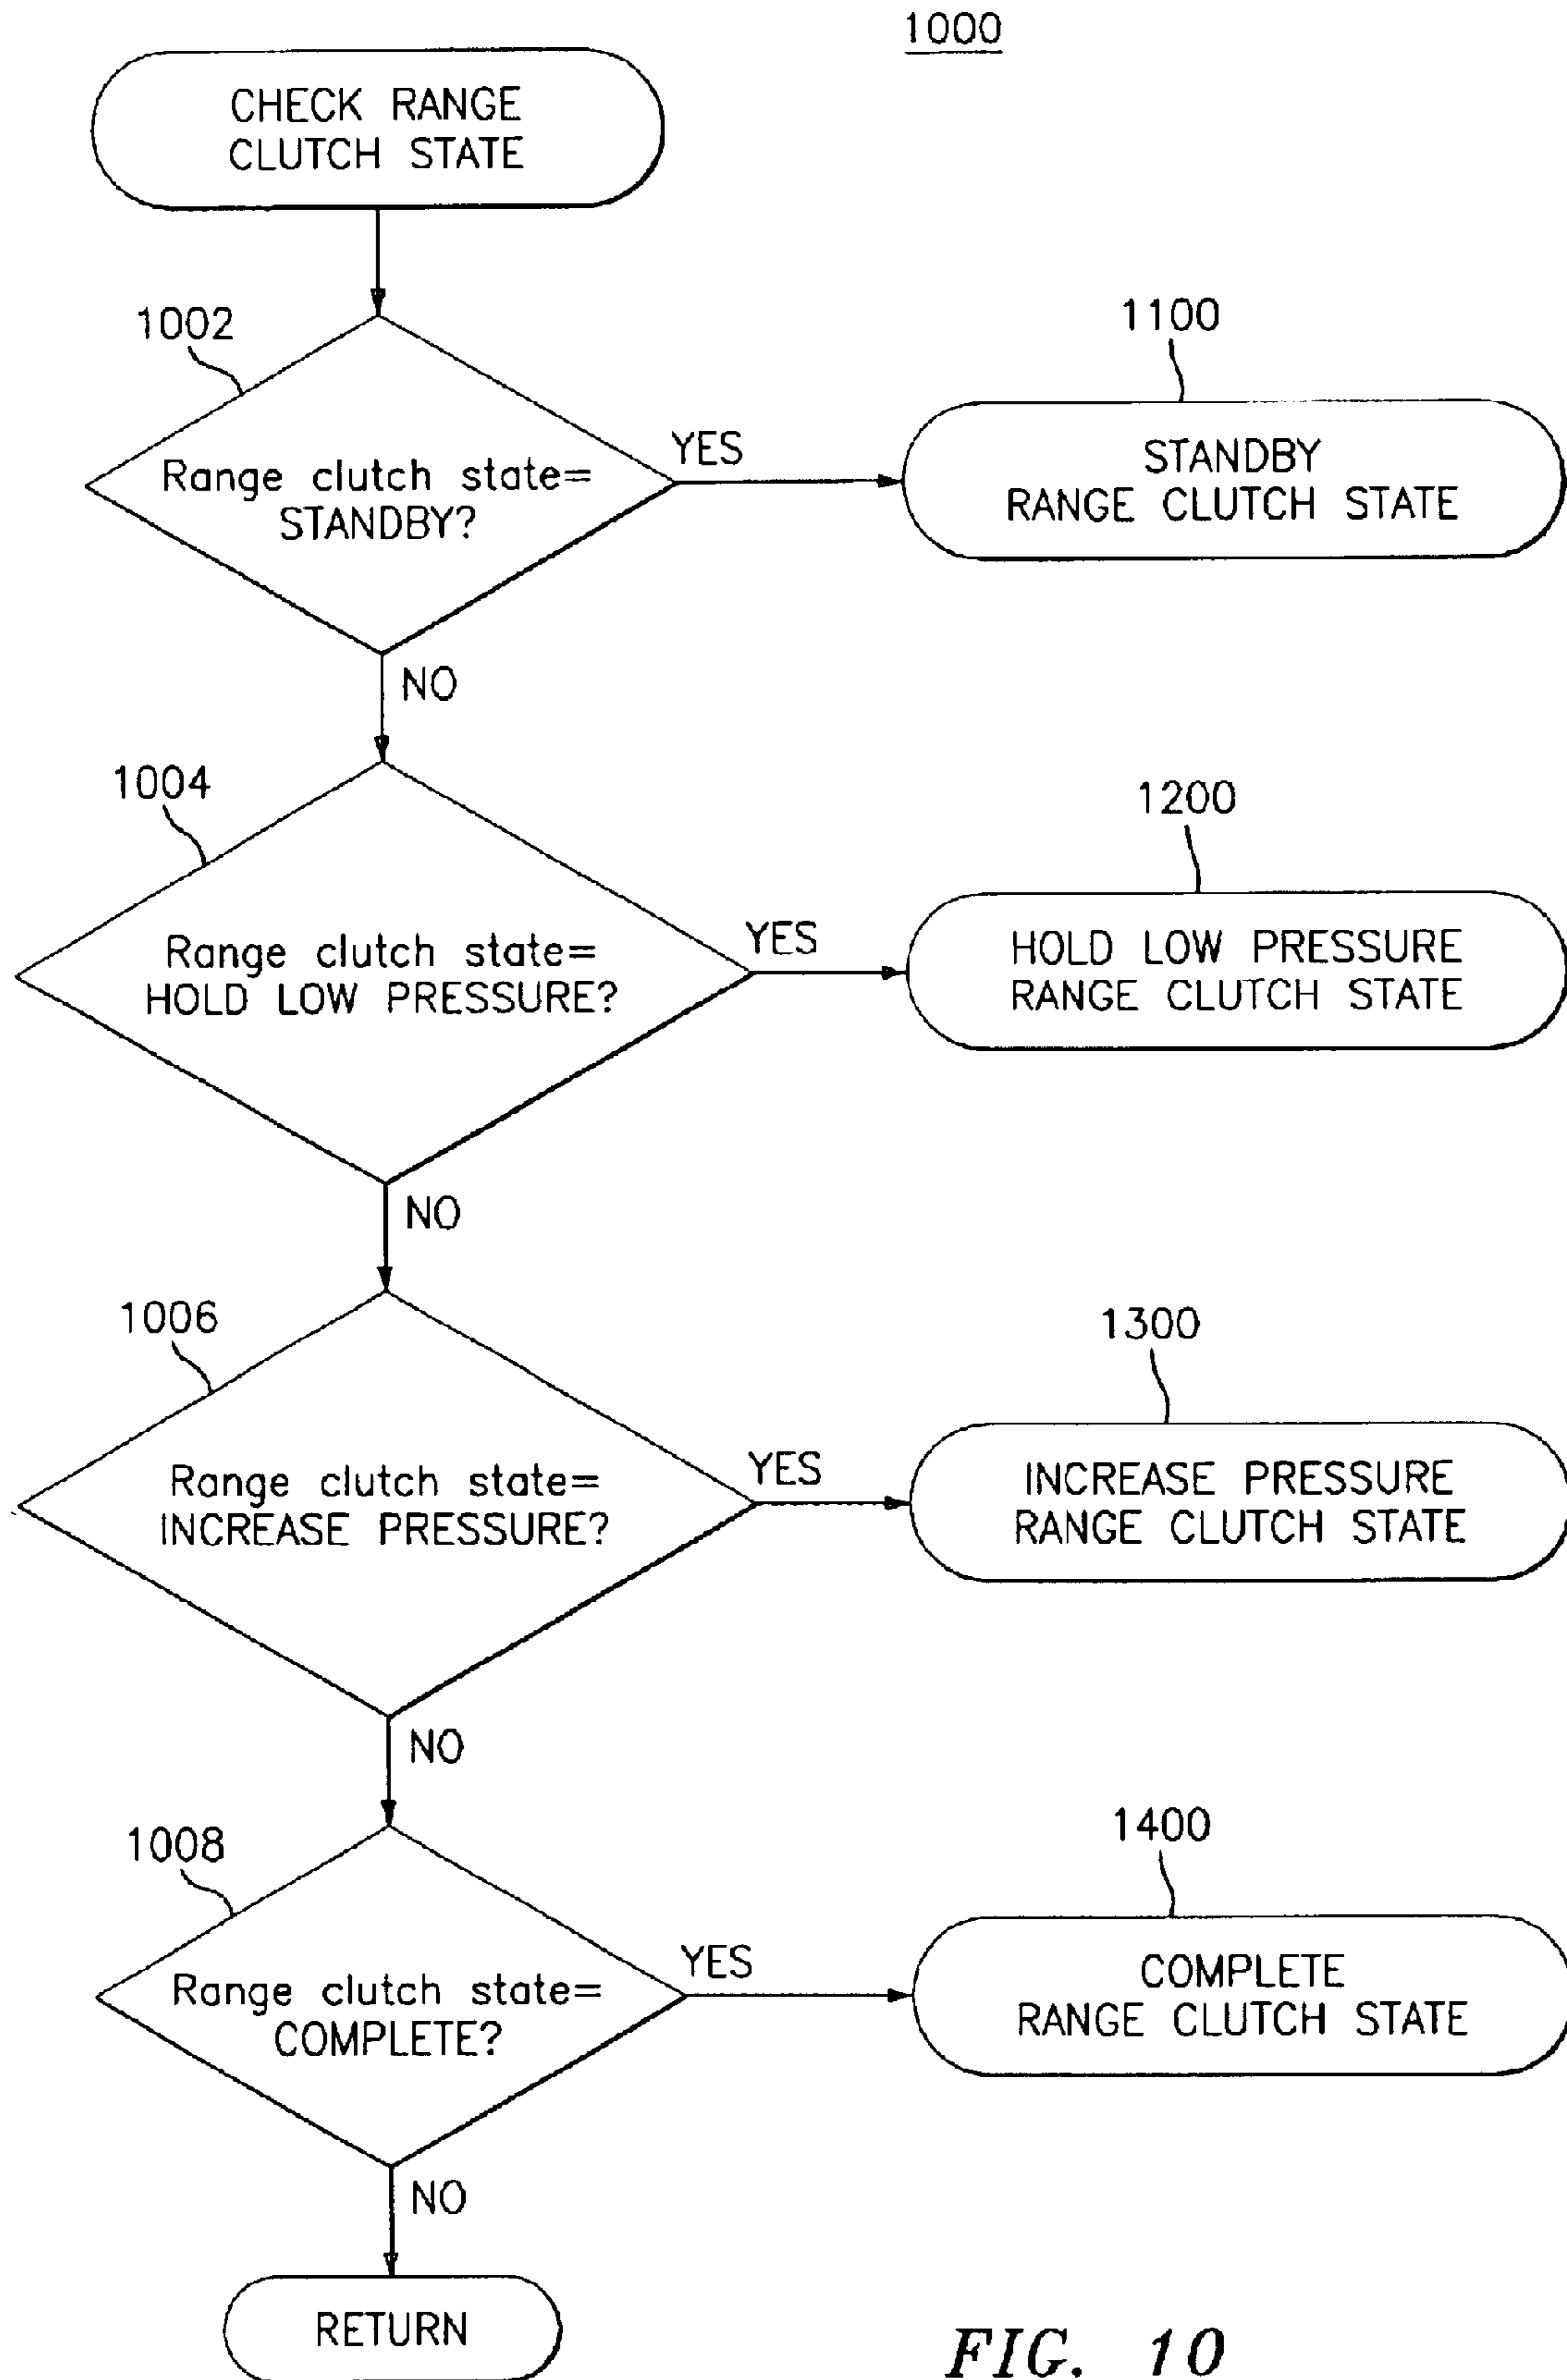 1000
CHECK RANGE
CLUTCH STATE
1002
Range clutch state=
STANDBY?
YES
1100
STANDBY
RANGE CLUTCH STATE
NO
1004
Range clutch state=
HOLD LOW PRESSURE?
YES
1200
HOLD LOW PRESSURE
RANGE CLUTCH STATE
NO
1006
Range clutch state=
INCREASE PRESSURE?
YES
1300
INCREASE PRESSURE
RANGE CLUTCH STATE
NO
1008
Range clutch state=
COMPLETE?
YES
1400
COMPLETE
RANGE CLUTCH STATE
NO
RETURN
FIG. 10